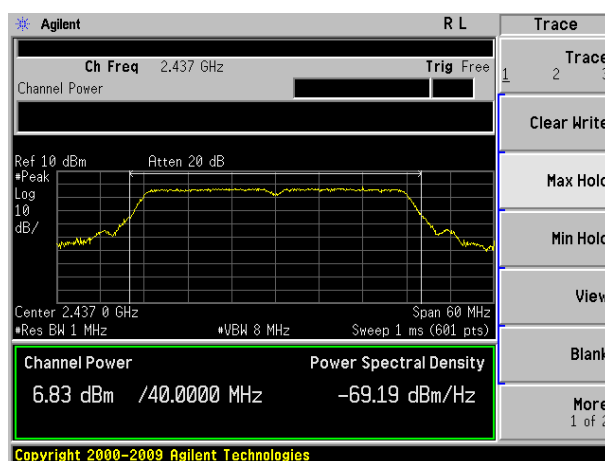 Agilent R L Trace
Ch Freq 2.437 GHz Trig Free
Channel Power
Trace
1 2 3
Clear Write
Max Hold
Min Hold
View
Blank
More
1 of 2
Ref 10 dBm Atten 20 dB
#Peak
Log
10
dB/
Center 2.437 0 GHz Span 60 MHz
#Res BW 1 MHz #VBW 8 MHz Sweep 1 ms (601 pts)
Channel Power Power Spectral Density
6.83 dBm /40.0000 MHz -69.19 dBm/Hz
Copyright 2000-2009 Agilent Technologies